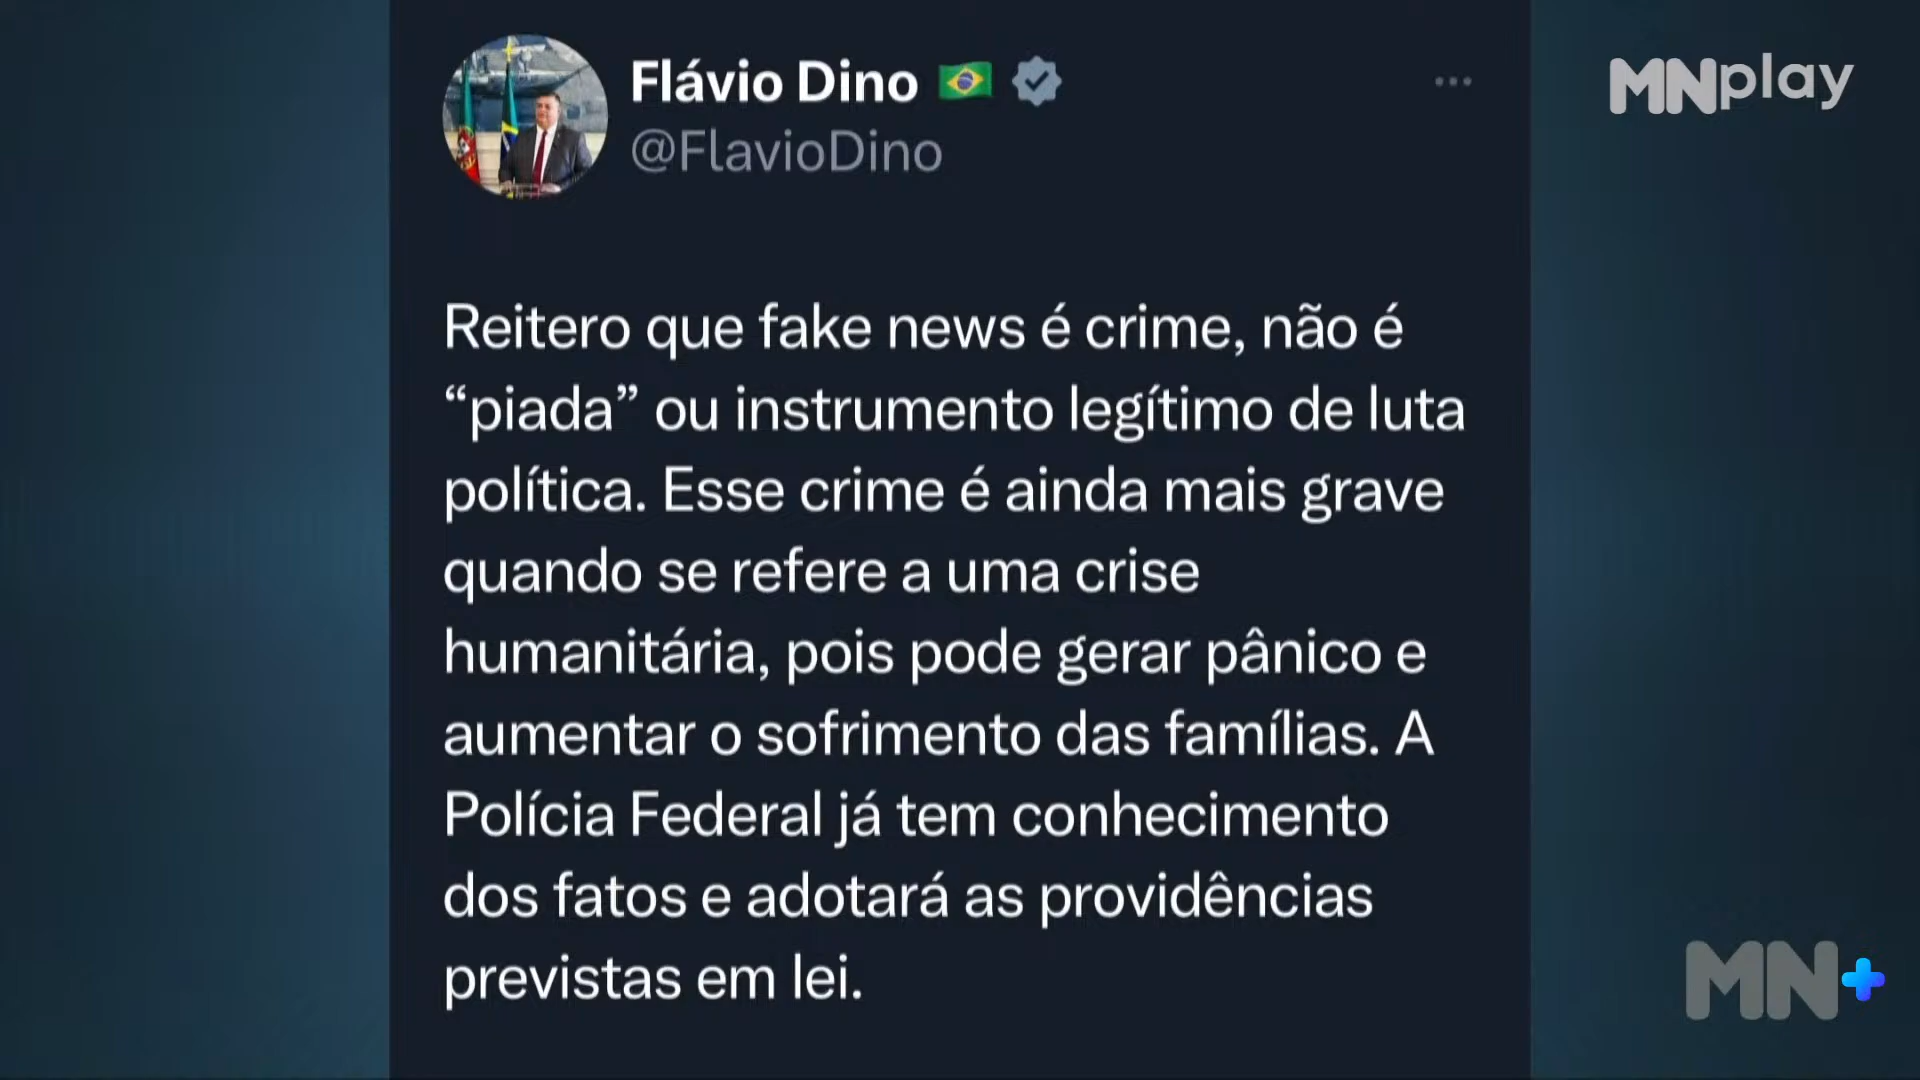 Flávio Dino 🇧🇷
@FlavioDino
MNplay
Reitero que fake news é crime, não é
“piada” ou instrumento legítimo de luta
política. Esse crime é ainda mais grave
quando se refere a uma crise
humanitária, pois pode gerar pânico e
aumentar o sofrimento das famílias. A
Polícia Federal já tem conhecimento
dos fatos e adotará as providências
previstas em lei.
MN+